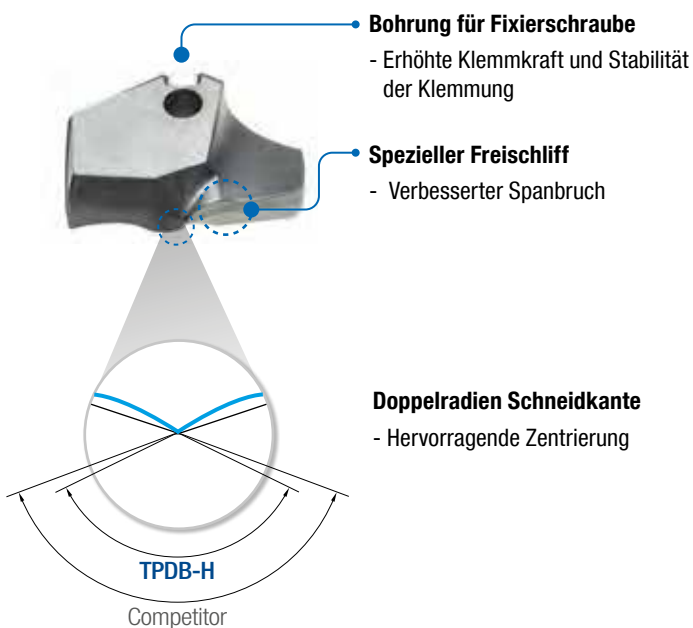 Bohrung für Fixierschraube
- Erhöhte Klemmkraft und Stabilität
der Klemmung
Spezieller Freischliff
- Verbesserter Spanbruch
Doppelradien Schneidkante
- Hervorragende Zentrierung
TPDB-H
Competitor